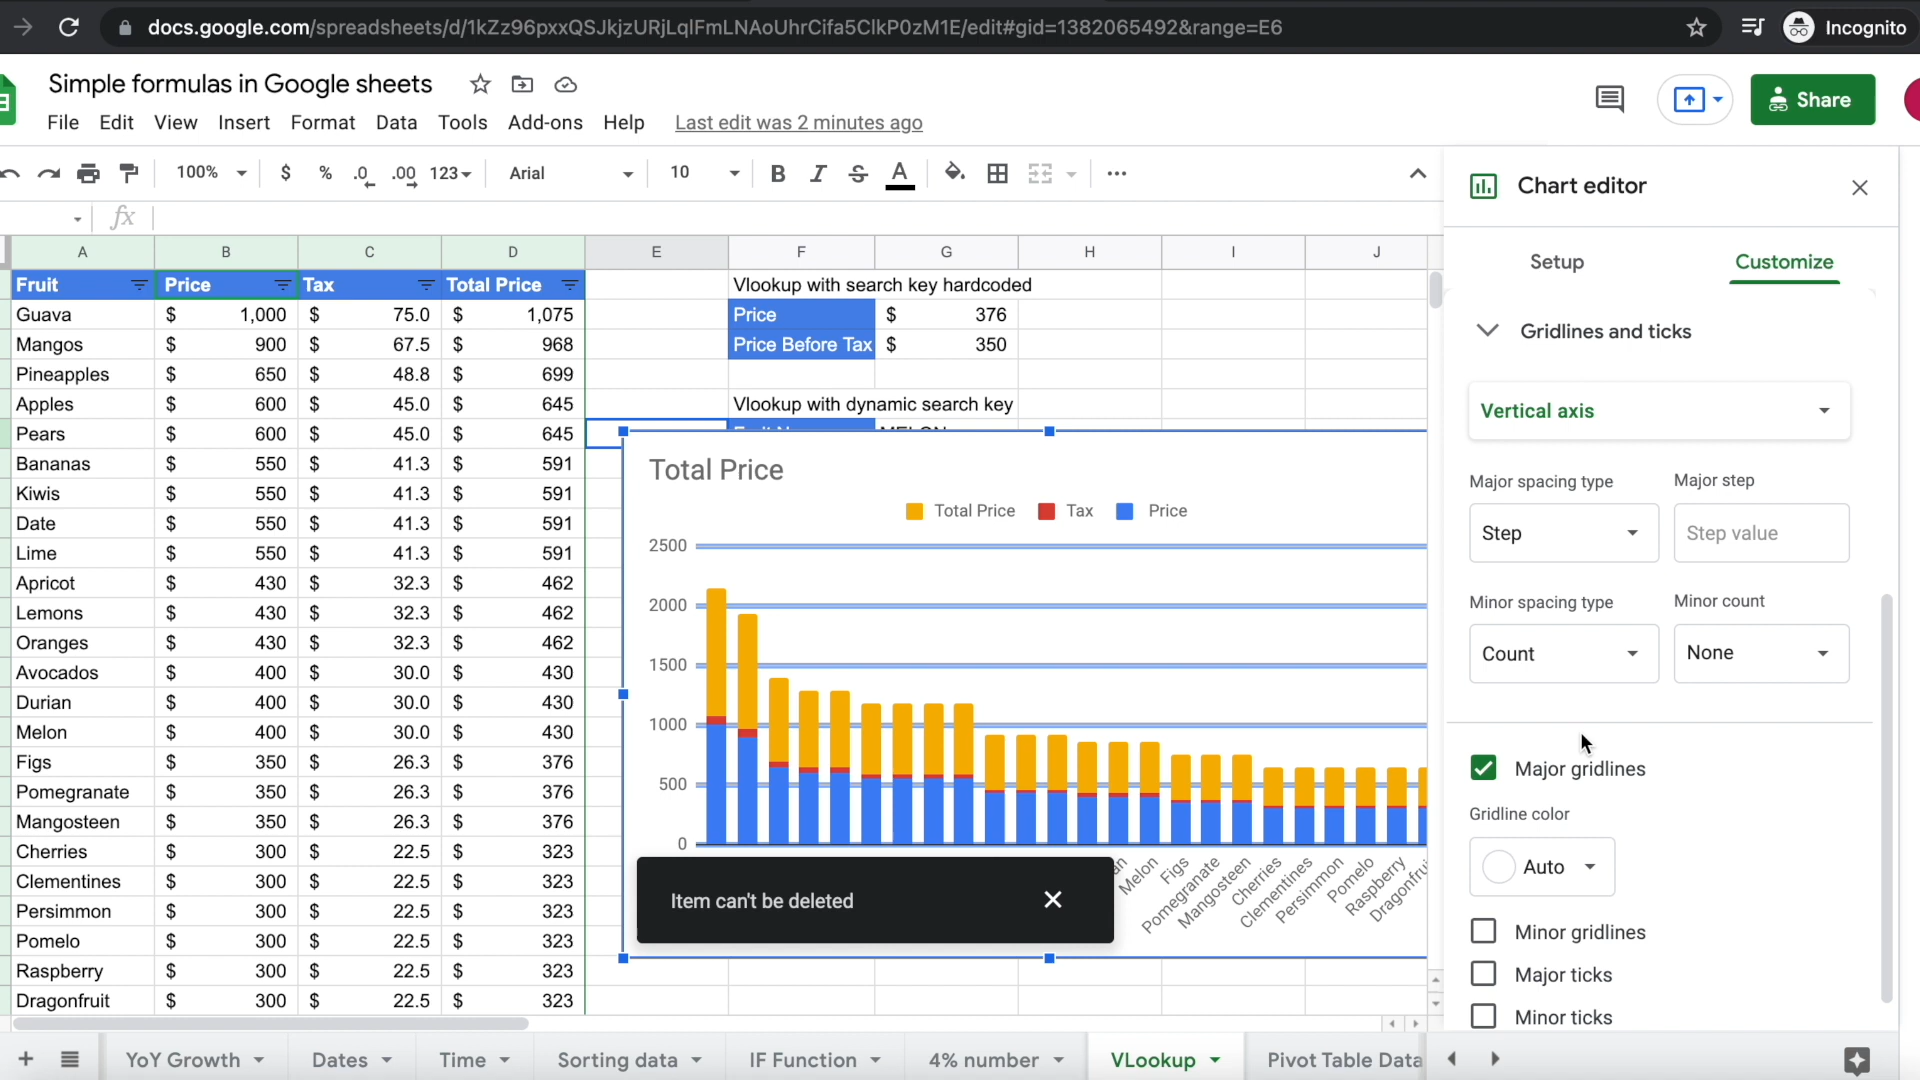 docs.google.com/spreadsheets/d/1kZz96pxxQSJkjzURjLqlFmLNAoUhrCifa5ClkP0zM1E/edit#gid=1382065492&range=E6 Incognito
Simple formulas in Google sheets
Share
File Edit View Insert Format Data Tools Add-ons Help Last edit was 2 minutes ago
100% $ % .0 .00 123 Arial 10 B I S A
fx
A B C D E F G H I J
Fruit Price Tax Total Price Vlookup with search key hardcoded
Guava $ 1,000 $ 75.0 $ 1,075 Price $ 376
Mangos $ 900 $ 67.5 $ 968 Price Before Tax $ 350
Pineapples $ 650 $ 48.8 $ 699
Apples $ 600 $ 45.0 $ 645 Vlookup with dynamic search key
Pears $ 600 $ 45.0 $ 645
Bananas $ 550 $ 41.3 $ 591
Kiwis $ 550 $ 41.3 $ 591
Date $ 550 $ 41.3 $ 591
Lime $ 550 $ 41.3 $ 591
Apricot $ 430 $ 32.3 $ 462
Lemons $ 430 $ 32.3 $ 462
Oranges $ 430 $ 32.3 $ 462
Avocados $ 400 $ 30.0 $ 430
Durian $ 400 $ 30.0 $ 430
Melon $ 400 $ 30.0 $ 430
Figs $ 350 $ 26.3 $ 376
Pomegranate $ 350 $ 26.3 $ 376
Mangosteen $ 350 $ 26.3 $ 376
Cherries $ 300 $ 22.5 $ 323
Clementines $ 300 $ 22.5 $ 323
Persimmon $ 300 $ 22.5 $ 323
Pomelo $ 300 $ 22.5 $ 323
Raspberry $ 300 $ 22.5 $ 323
Dragonfruit $ 300 $ 22.5 $ 323
Total Price
Total Price Tax Price
2500
2000
1500
1000
500
0
Melon
Figs
Pomegranate
Mangosteen
Cherries
Clementines
Persimmon
Pomelo
Raspberry
Item can't be deleted
Chart editor
Setup Customize
Gridlines and ticks
Vertical axis
Major spacing type Major step
Step Step value
Minor spacing type Minor count
Count None
Major gridlines
Gridline color
Auto
Minor gridlines
Major ticks
Minor ticks
YoY Growth Dates Time Sorting data IF Function 4% number VLookup Pivot Table Data